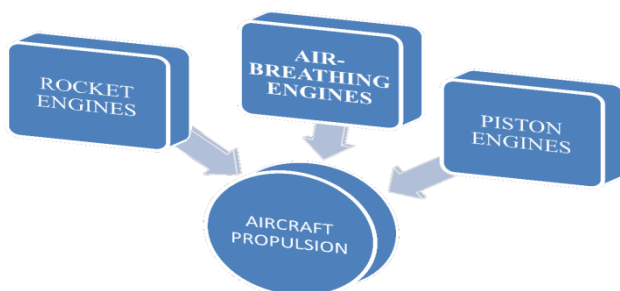 ROCKET
ENGINES
AIR-
BREATHING
ENGINES
PISTON
ENGINES
AIRCRAFT
PROPULSION